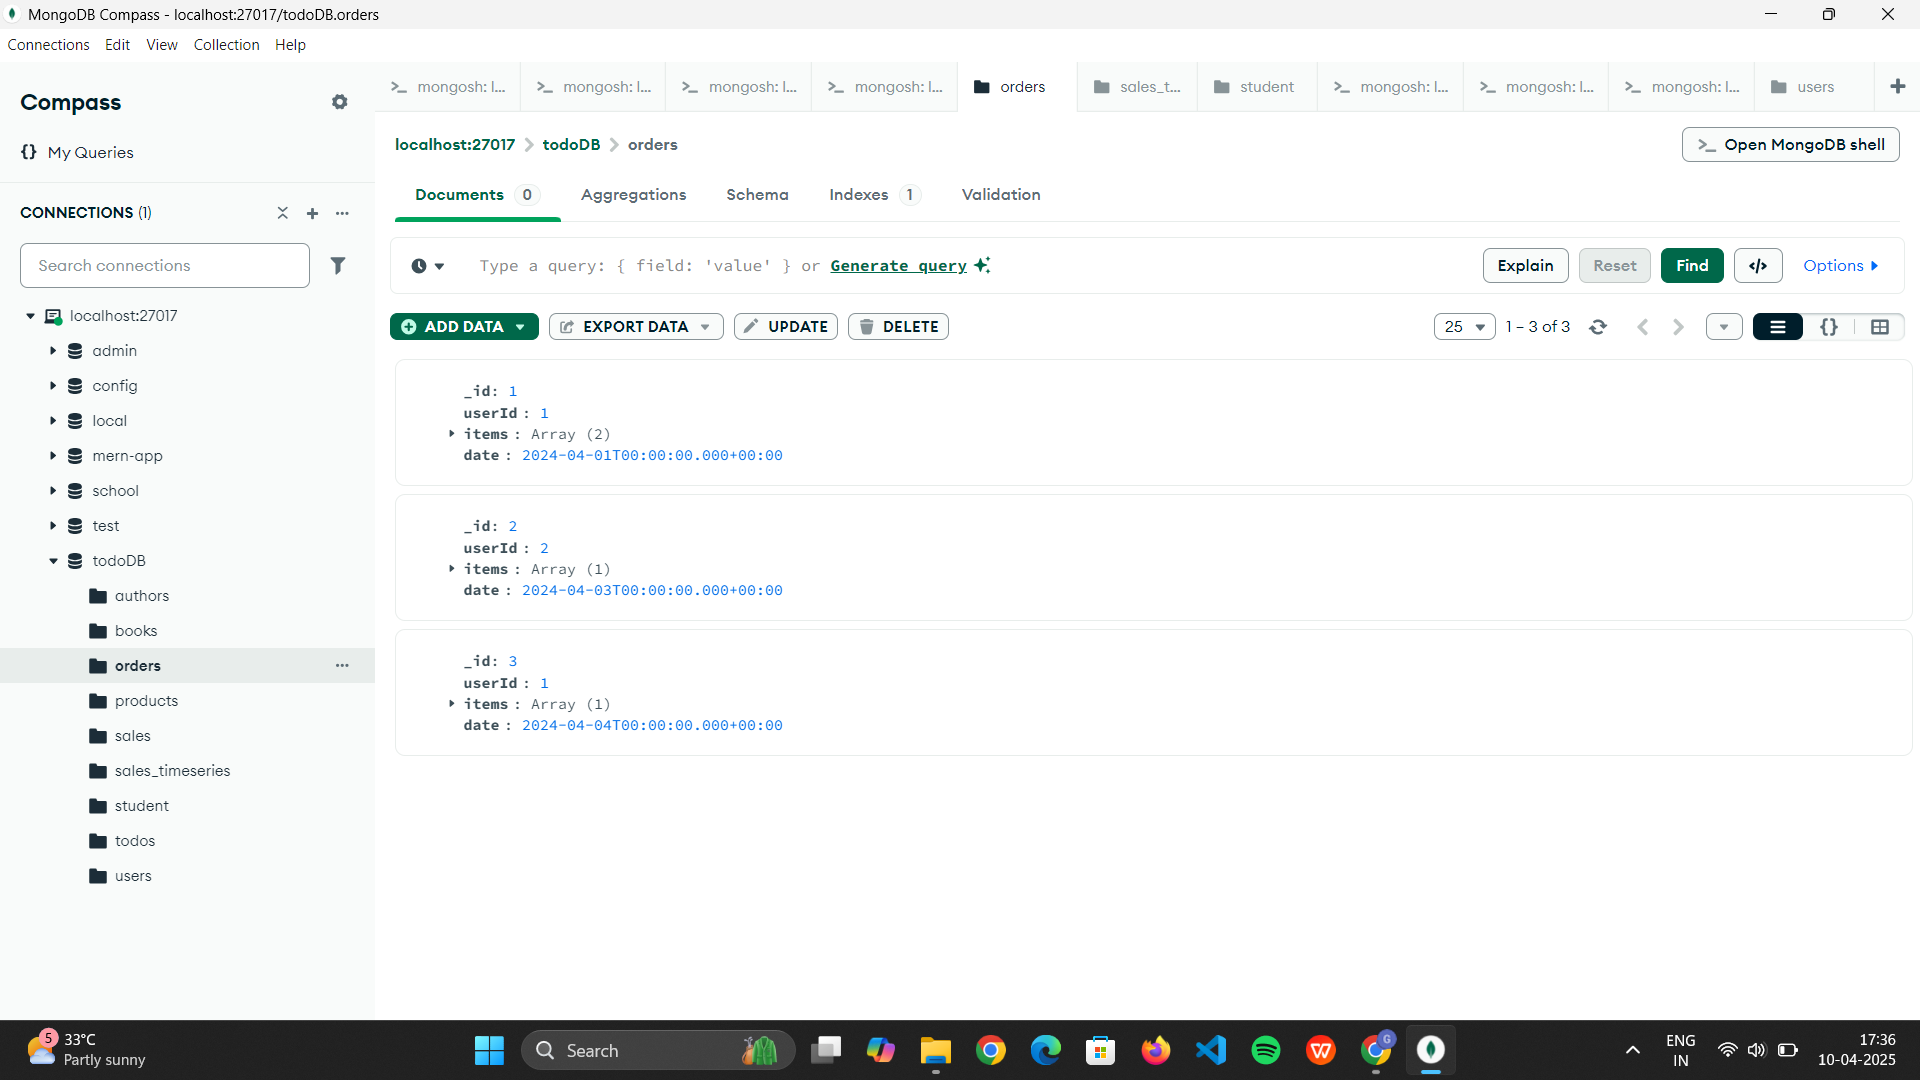 MongoDB Compass - localhost:27017/todoDB.orders
Connections Edit View Collection Help
Compass
mongosh: l... mongosh: l... mongosh: l... mongosh: l... orders sales_t... student mongosh: l... mongosh: l... mongosh: l... users
{} My Queries
CONNECTIONS (1)
Search connections
localhost:27017
admin
config
local
mern-app
school
test
todoDB
authors
books
orders
products
sales
sales_timeseries
student
todos
users
localhost:27017 > todoDB > orders
Open MongoDB shell
Documents 0 Aggregations Schema Indexes 1 Validation
Type a query: { field: 'value' } or Generate query
Explain Reset Find </> Options
ADD DATA EXPORT DATA UPDATE DELETE
25 1 – 3 of 3 {}
_id: 1
userId : 1
items : Array (2)
date : 2024-04-01T00:00:00.000+00:00
_id: 2
userId : 2
items : Array (1)
date : 2024-04-03T00:00:00.000+00:00
_id: 3
userId : 1
items : Array (1)
date : 2024-04-04T00:00:00.000+00:00
5
33°C
Partly sunny
Search
W
G
ENG
IN
17:36
10-04-2025